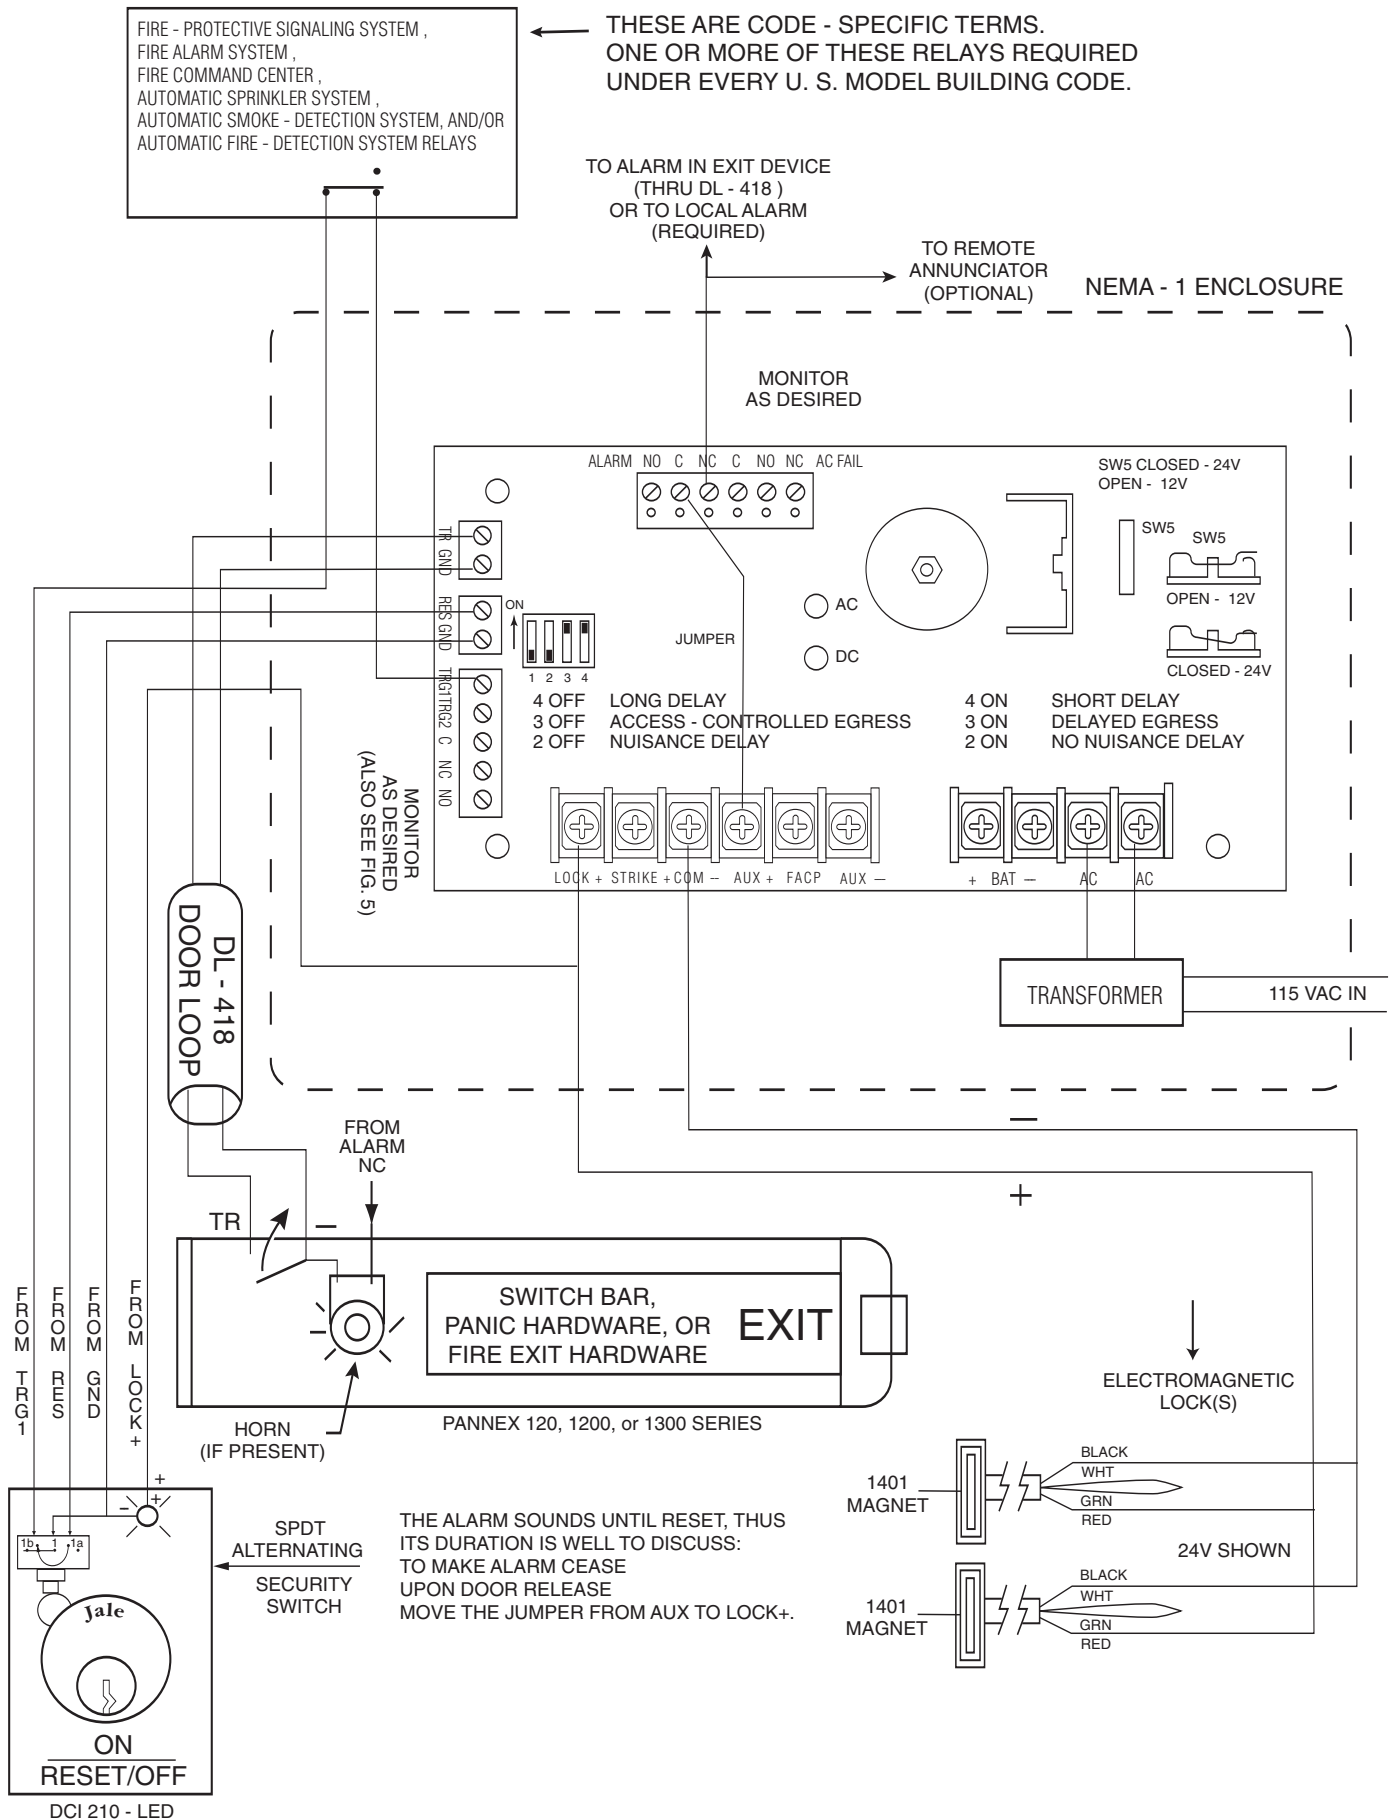 FIRE - PROTECTIVE SIGNALING SYSTEM ,
FIRE ALARM SYSTEM ,
FIRE COMMAND CENTER ,
AUTOMATIC SPRINKLER SYSTEM ,
AUTOMATIC SMOKE - DETECTION SYSTEM, AND/OR
AUTOMATIC FIRE - DETECTION SYSTEM RELAYS
THESE ARE CODE - SPECIFIC TERMS.
ONE OR MORE OF THESE RELAYS REQUIRED
UNDER EVERY U. S. MODEL BUILDING CODE.
TO ALARM IN EXIT DEVICE
(THRU DL - 418 )
OR TO LOCAL ALARM
(REQUIRED)
TO REMOTE
ANNUNCIATOR
(OPTIONAL)
NEMA - 1 ENCLOSURE
MONITOR
AS DESIRED
ALARM NO C NC C NO NC AC FAIL
SW5 CLOSED - 24V
OPEN - 12V
SW5
SW5
OPEN - 12V
CLOSED - 24V
TR GND
RES GND
TRG1 TRG2 C NC NO
ON
1 2 3 4
JUMPER
AC
DC
4 OFF LONG DELAY
3 OFF ACCESS - CONTROLLED EGRESS
2 OFF NUISANCE DELAY
4 ON SHORT DELAY
3 ON DELAYED EGRESS
2 ON NO NUISANCE DELAY
MONITOR
AS DESIRED
(ALSO SEE FIG. 5)
LOCK + STRIKE + COM -- AUX + FACP AUX —
+ BAT — AC AC
DL - 418
DOOR LOOP
TRANSFORMER
115 VAC IN
FROM
ALARM
NC
—
+
TR
—
SWITCH BAR,
PANIC HARDWARE, OR
FIRE EXIT HARDWARE
EXIT
HORN
(IF PRESENT)
PANNEX 120, 1200, or 1300 SERIES
FROM TRG1
FROM RES
FROM GND
FROM LOCK +
ELECTROMAGNETIC
LOCK(S)
1401
MAGNET
BLACK
WHT
GRN
RED
24V SHOWN
1401
MAGNET
BLACK
WHT
GRN
RED
+
- +
1b 1 1a
SPDT
ALTERNATING
SECURITY
SWITCH
THE ALARM SOUNDS UNTIL RESET, THUS
ITS DURATION IS WELL TO DISCUSS:
TO MAKE ALARM CEASE
UPON DOOR RELEASE
MOVE THE JUMPER FROM AUX TO LOCK+.
Jale
ON
RESET/OFF
DCI 210 - LED